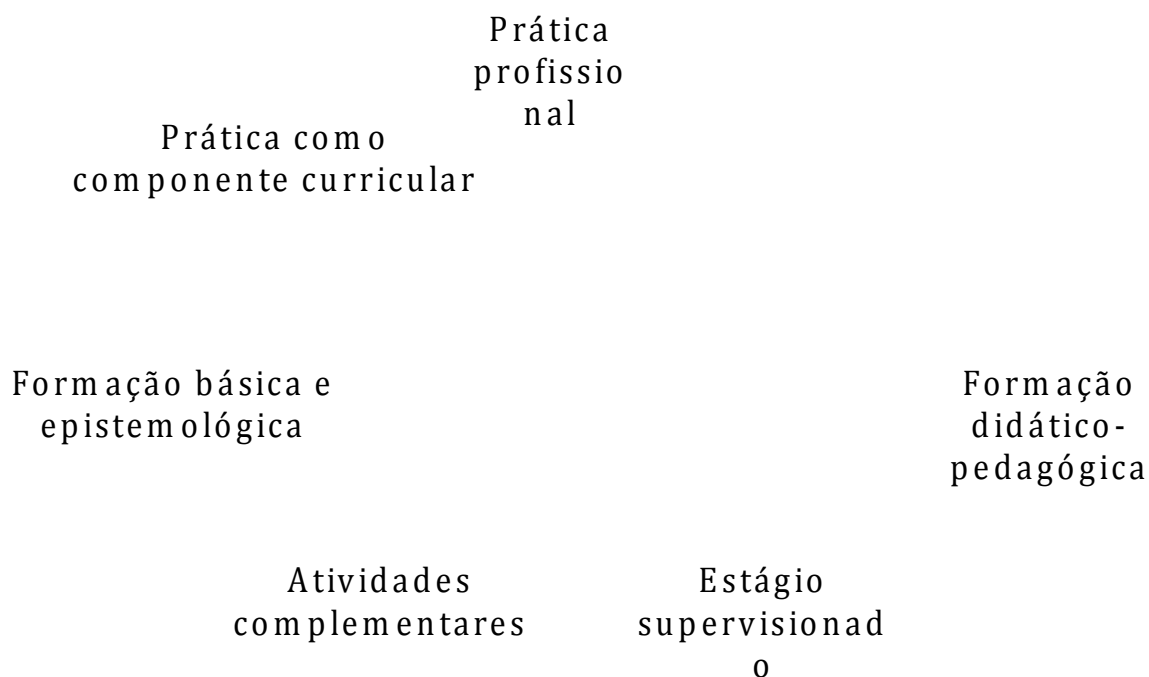 Prática
profissio
nal
Prática como
componente curricular
Formação básica e
epistemológica
Formação
didático-
pedagógica
Atividades
complementares
Estágio
supervisionad
o